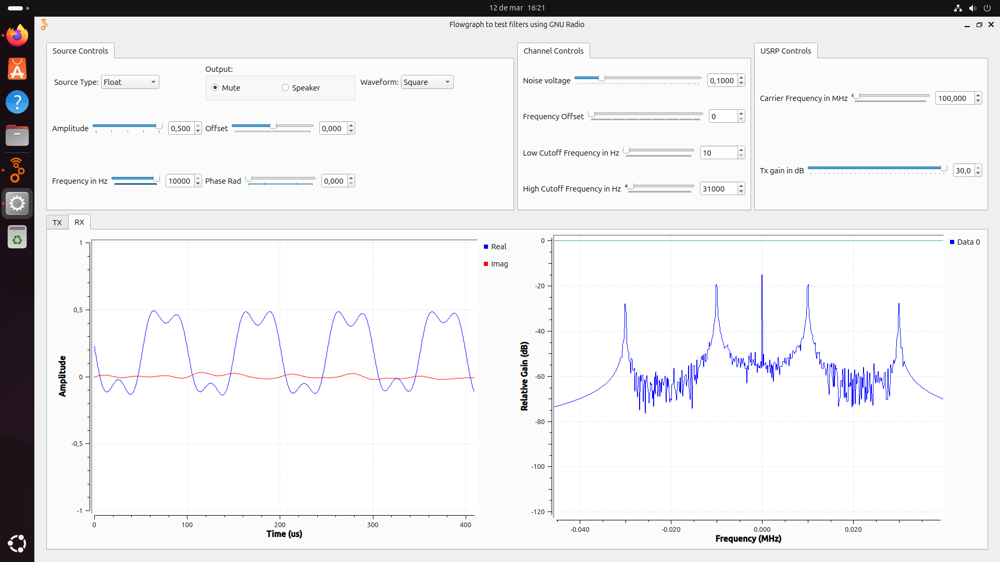 12 de mar 16:21
Flowgraph to test filters using GNU Radio
Source Controls
Source Type: Float
Output:
Mute
Speaker
Waveform: Square
Amplitude 0,500
Offset 0,000
Frequency in Hz 10000
Phase Rad 0,000
Channel Controls
Noise voltage 0,1000
Frequency Offset 0
Low Cutoff Frequency in Hz 10
High Cutoff Frequency in Hz 31000
USRP Controls
Carrier Frequency in MHz 100,000
Tx gain in dB 30,0
TX RX
1
0,5
0
-0,5
-1
Amplitude
0 100 200 300 400
Time (us)
Real
Imag
0
-20
-40
-60
-80
-100
-120
Relative Gain (dB)
-0.040 -0.020 0.000 0.020
Frequency (MHz)
Data 0